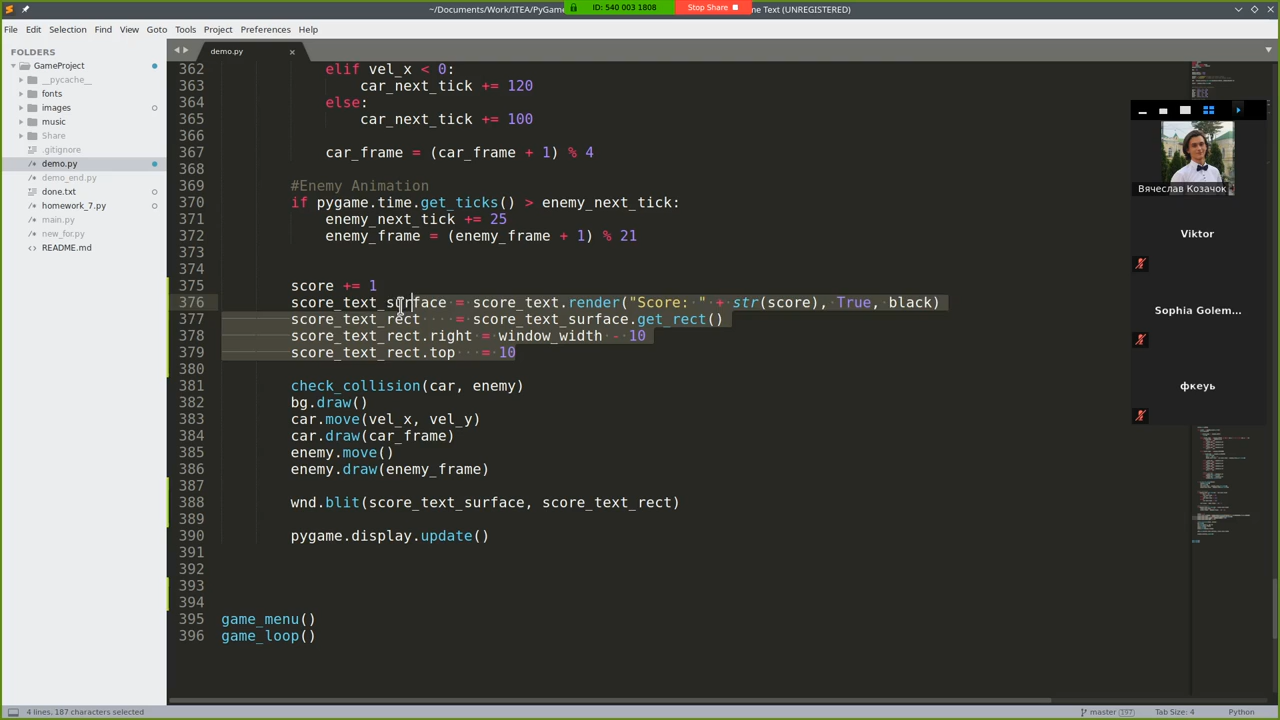 ~/Documents/Work/ITEA/PyGame
ID: 540 003 1808
Stop Share
me Text (UNREGISTERED)
File Edit Selection Find View Goto Tools Project Preferences Help
FOLDERS
GameProject
__pycache__
fonts
images
music
Share
.gitignore
demo.py
demo_end.py
done.txt
homework_7.py
main.py
new_for.py
README.md
demo.py
362 elif vel_x < 0:
363 car_next_tick += 120
364 else:
365 car_next_tick += 100
366
367 car_frame = (car_frame + 1) % 4
368
369 #Enemy Animation
370 if pygame.time.get_ticks() > enemy_next_tick:
371 enemy_next_tick += 25
372 enemy_frame = (enemy_frame + 1) % 21
373
374
375 score += 1
376 score_text_surface = score_text.render("Score: " + str(score), True, black)
377 score_text_rect = score_text_surface.get_rect()
378 score_text_rect.right = window_width - 10
379 score_text_rect.top = 10
380
381 check_collision(car, enemy)
382 bg.draw()
383 car.move(vel_x, vel_y)
384 car.draw(car_frame)
385 enemy.move()
386 enemy.draw(enemy_frame)
387
388 wnd.blit(score_text_surface, score_text_rect)
389
390 pygame.display.update()
391
392
393
394
395 game_menu()
396 game_loop()
Вячеслав Козачок
Viktor
Sophia Golem...
фкеуь
4 lines, 187 characters selected
master 197
Tab Size: 4
Python